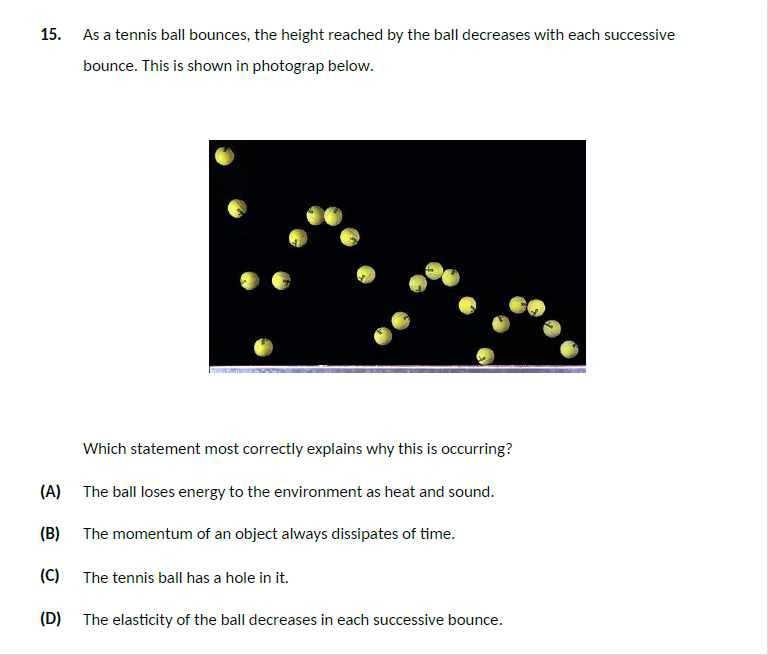 15. As a tennis ball bounces, the height reached by the ball decreases with each successive
bounce. This is shown in photograp below.
Which statement most correctly explains why this is occurring?
(A) The ball loses energy to the environment as heat and sound.
(B) The momentum of an object always dissipates of time.
(C) The tennis ball has a hole in it.
(D) The elasticity of the ball decreases in each successive bounce.